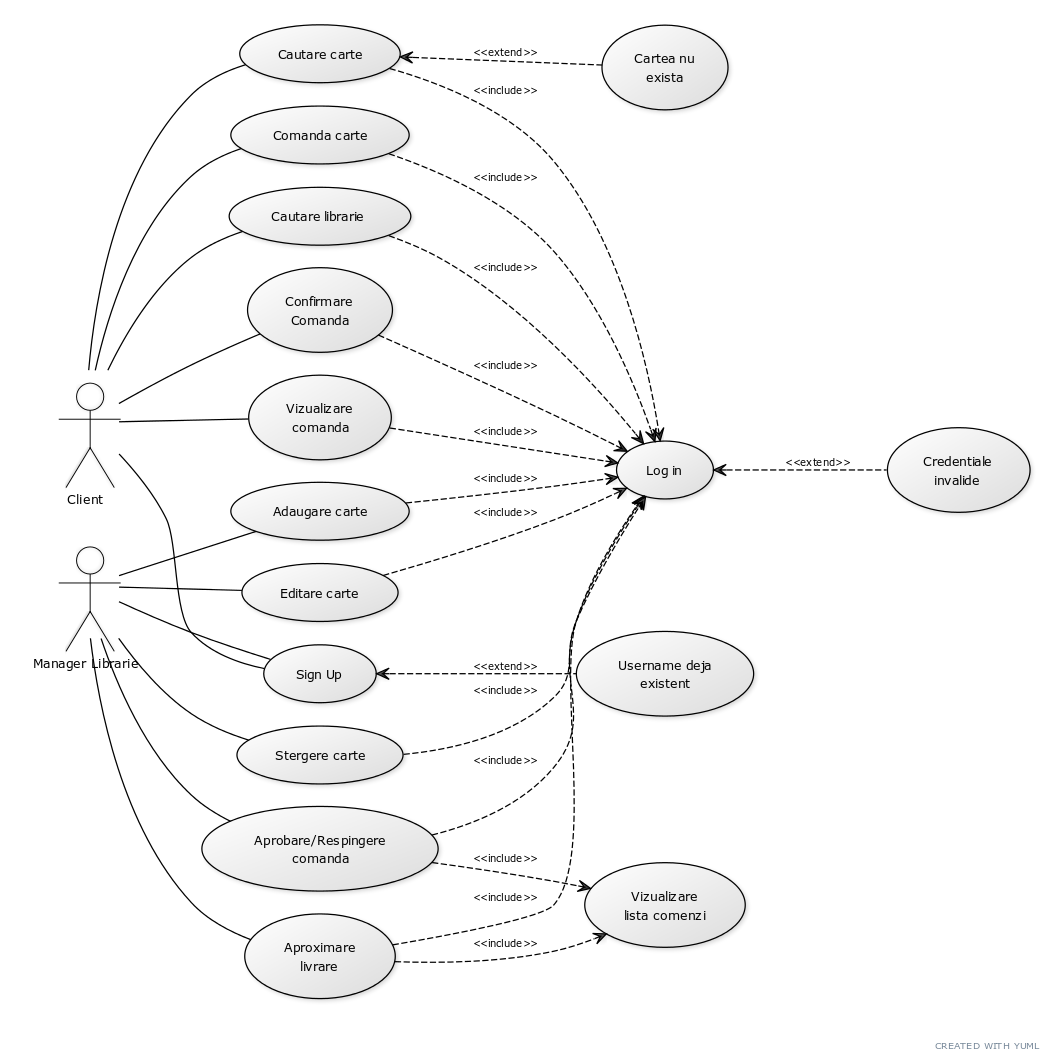 Cautare carte
<<extend>>
Cartea nu
exista
<<include>>
Comanda carte
<<include>>
Cautare librarie
<<include>>
Confirmare
Comanda
<<include>>
Vizualizare
comanda
<<include>>
Client
Log in
<<extend>>
Credentiale
invalide
<<include>>
Adaugare carte
<<include>>
Editare carte
Manager Librarie
Sign Up
<<extend>>
Username deja
existent
<<include>>
Stergere carte
<<include>>
Aprobare/Respingere
comanda
<<include>>
Vizualizare
lista comenzi
<<include>>
Aproximare
livrare
<<include>>
CREATED WITH YUML